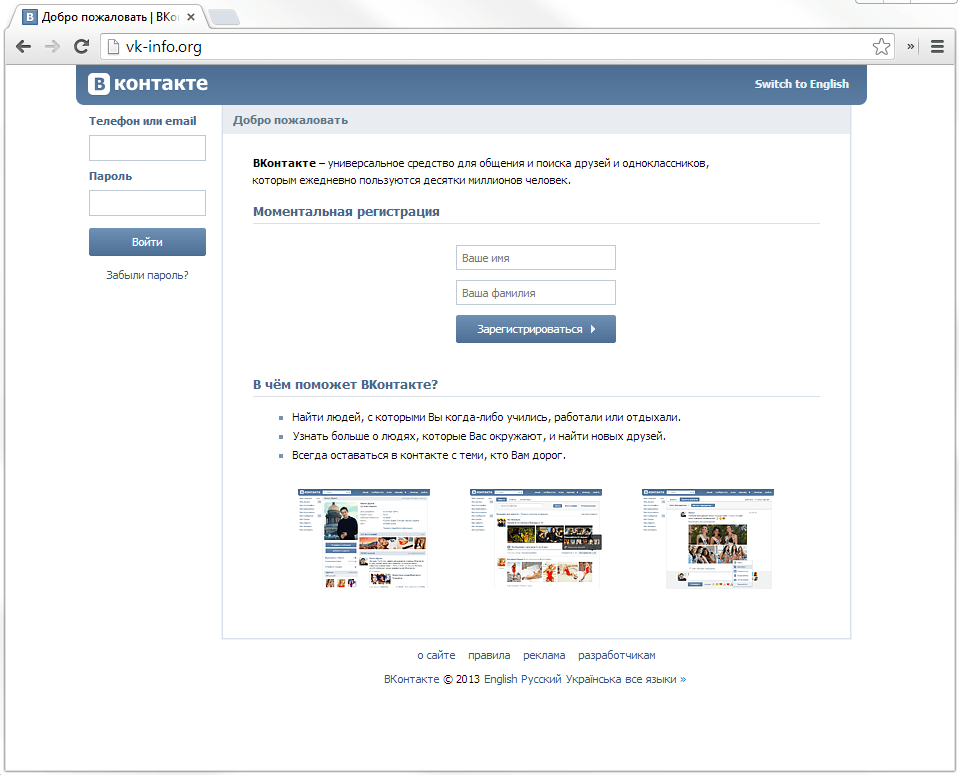 Добро пожаловать | ВКо
vk-info.org
В контакте
Switch to English
Телефон или email
Пароль
Войти
Забыли пароль?
Добро пожаловать
ВКонтакте – универсальное средство для общения и поиска друзей и одноклассников,
которым ежедневно пользуются десятки миллионов человек.
Моментальная регистрация
Ваше имя
Ваша фамилия
Зарегистрироваться
В чём поможет ВКонтакте?
Найти людей, с которыми Вы когда-либо учились, работали или отдыхали.
Узнать больше о людях, которые Вас окружают, и найти новых друзей.
Всегда оставаться в контакте с теми, кто Вам дорог.
о сайте правила реклама разработчикам
ВКонтакте © 2013 English Русский Українська все языки »